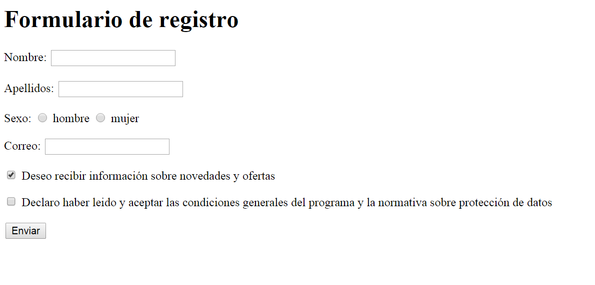 Formulario de registro
Nombre:
Apellidos:
Sexo: hombre mujer
Correo:
Deseo recibir información sobre novedades y ofertas
Declaro haber leido y aceptar las condiciones generales del programa y la normativa sobre protección de datos
Enviar